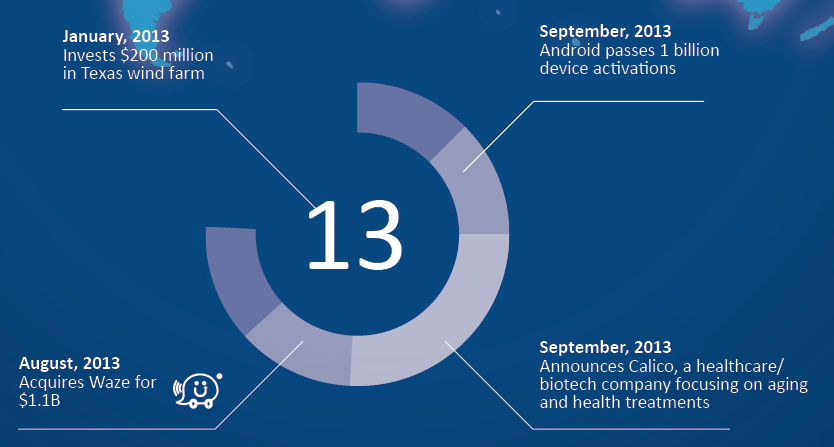 January, 2013
Invests $200 million
in Texas wind farm
September, 2013
Android passes 1 billion
device activations
13
August, 2013
Acquires Waze for
$1.1B
September, 2013
Announces Calico, a healthcare/
biotech company focusing on aging
and health treatments